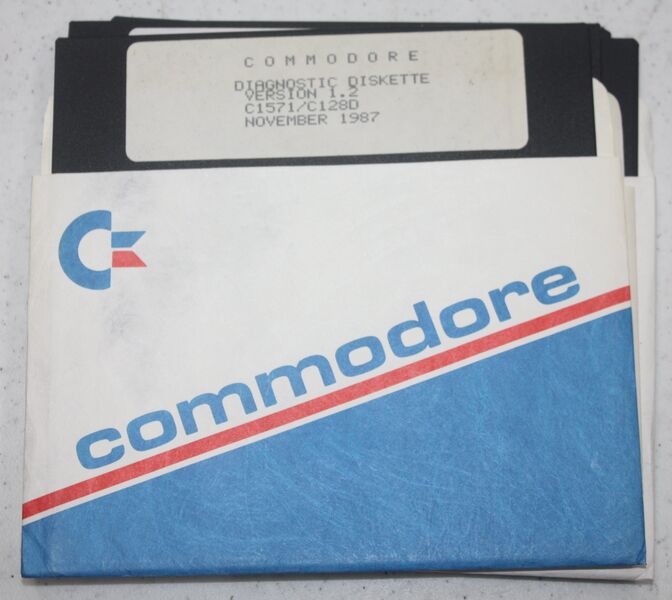 COMMODORE
DIAGNOSTIC DISKETTE
VERSION 1.2
C1571/C128D
NOVEMBER 1987
commodore